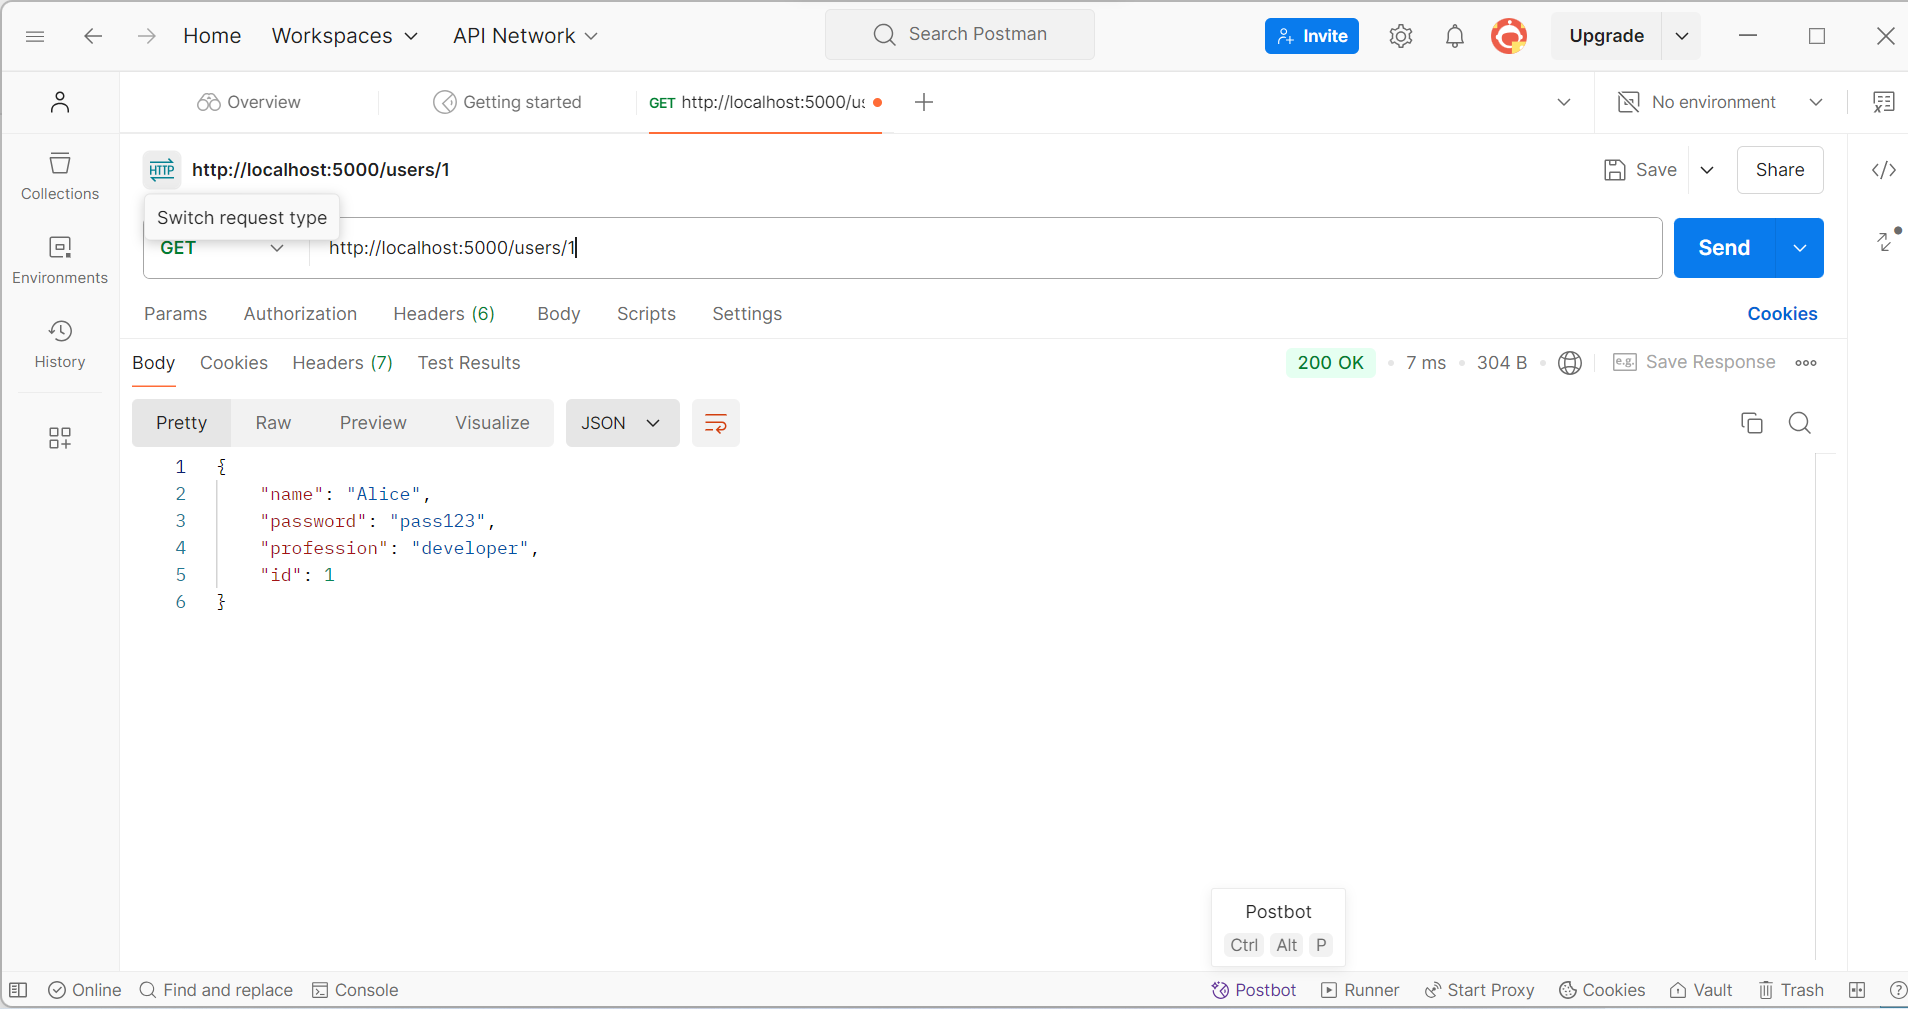 Home Workspaces API Network Search Postman Invite Upgrade
Overview Getting started GET http://localhost:5000/us No environment
HTTP http://localhost:5000/users/1 Save Share
Switch request type
GET http://localhost:5000/users/1 Send
Collections
Environments
History
Params Authorization Headers (6) Body Scripts Settings Cookies
Body Cookies Headers (7) Test Results 200 OK 7 ms 304 B e.g. Save Response
Pretty Raw Preview Visualize JSON
1 {
2 "name": "Alice",
3 "password": "pass123",
4 "profession": "developer",
5 "id": 1
6 }
Postbot
Ctrl Alt P
Online Find and replace Console Postbot Runner Start Proxy Cookies Vault Trash